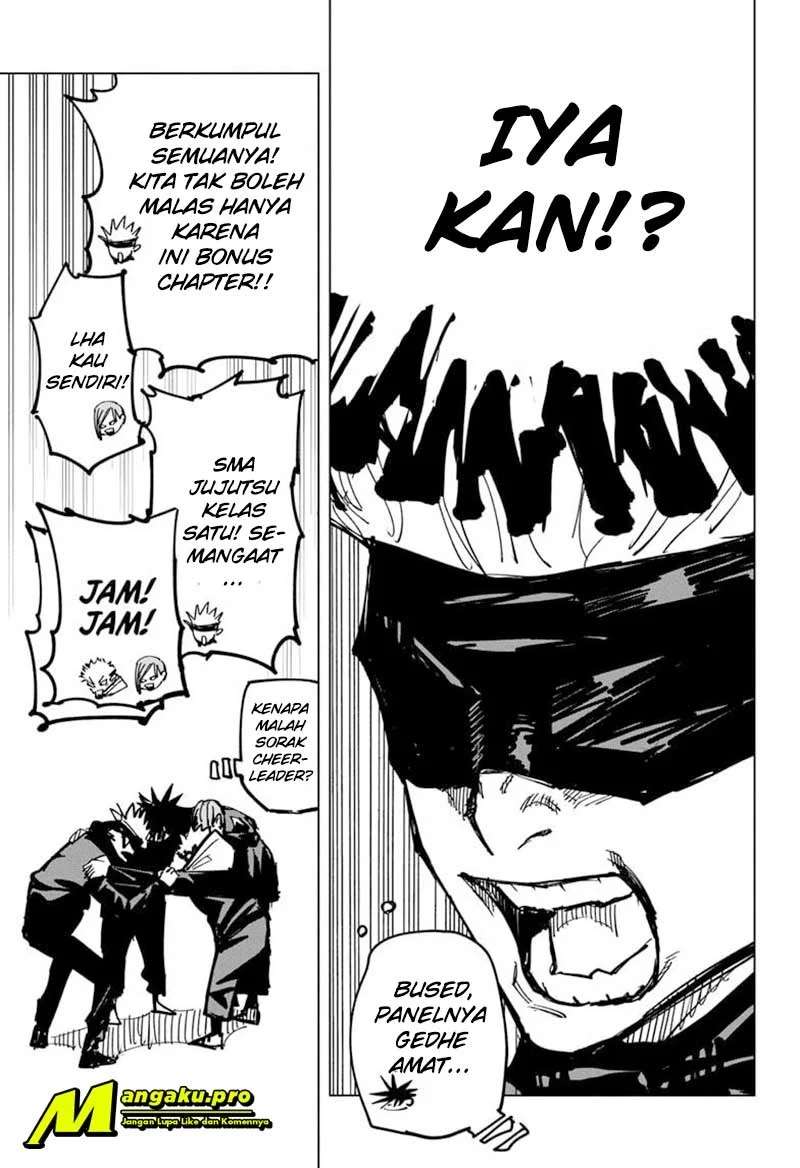 IYA
KAN!?
BUSED,
PANELNYA
GEDHE
AMAT...
BERKUMPUL
SEMUANYA!
KITA TAK BOLEH
MALAS HANYA
KARENA
INI BONUS
CHAPTER!!
LHA
KAU
SENDIRI!
SMA
JUJUTSU
KELAS
SATU! SE-
MANGAAT
...
JAM!
JAM!
KENAPA
MALAH
SORAK
CHEER-
LEADER?
Mangaku.pro
Jangan Lupa Like dan Komennya